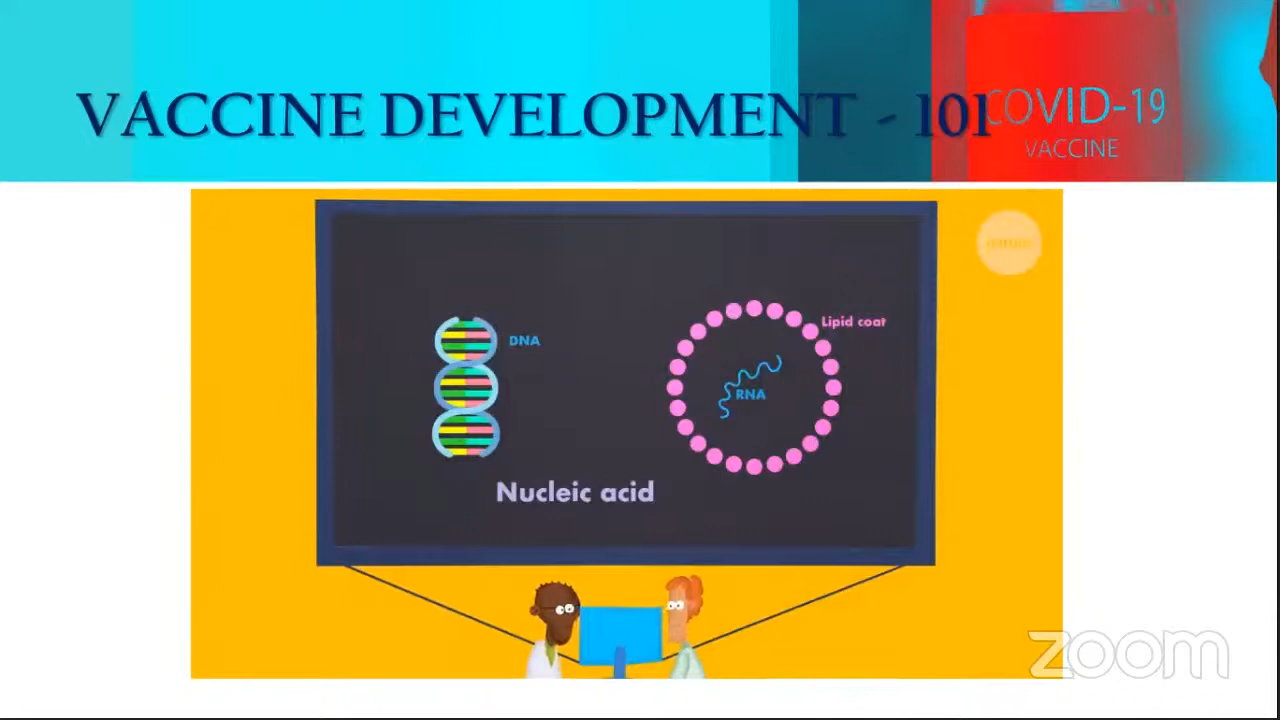 VACCINE DEVELOPMENT - 101
COVID-19
VACCINE
DNA
Lipid coat
RNA
Nucleic acid
zoom